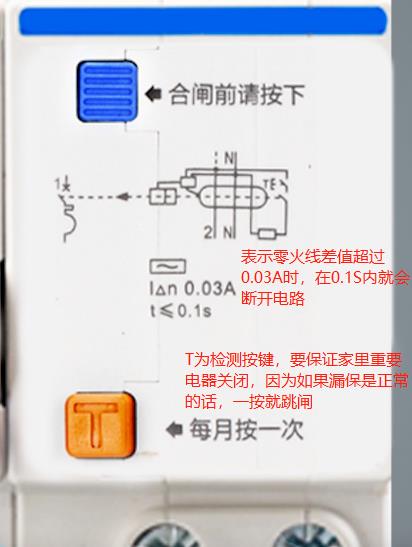 合闸前请按下
N
1
TE
2 N
I△n 0.03A
t≤0.1s
表示零火线差值超过
0.03A时，在0.1S内就会
断开电路
T为检测按键，要保证家里重要
电器关闭，因为如果漏保是正常
的话，一按就跳闸
T
每月按一次